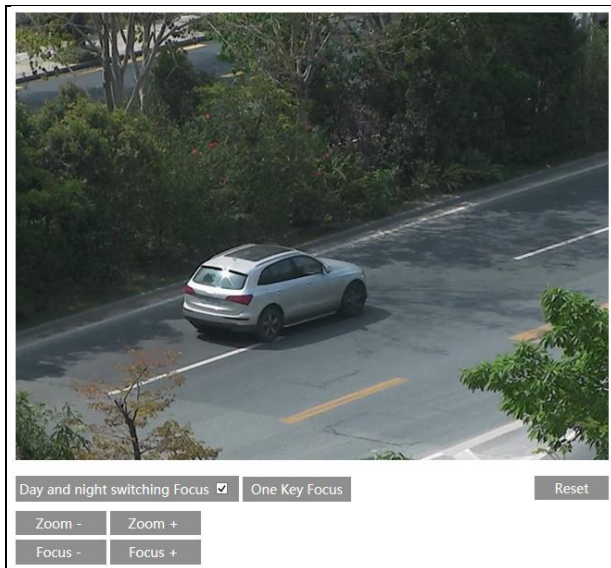 Day and night switching Focus One Key Focus Reset
Zoom - Zoom +
Focus - Focus +